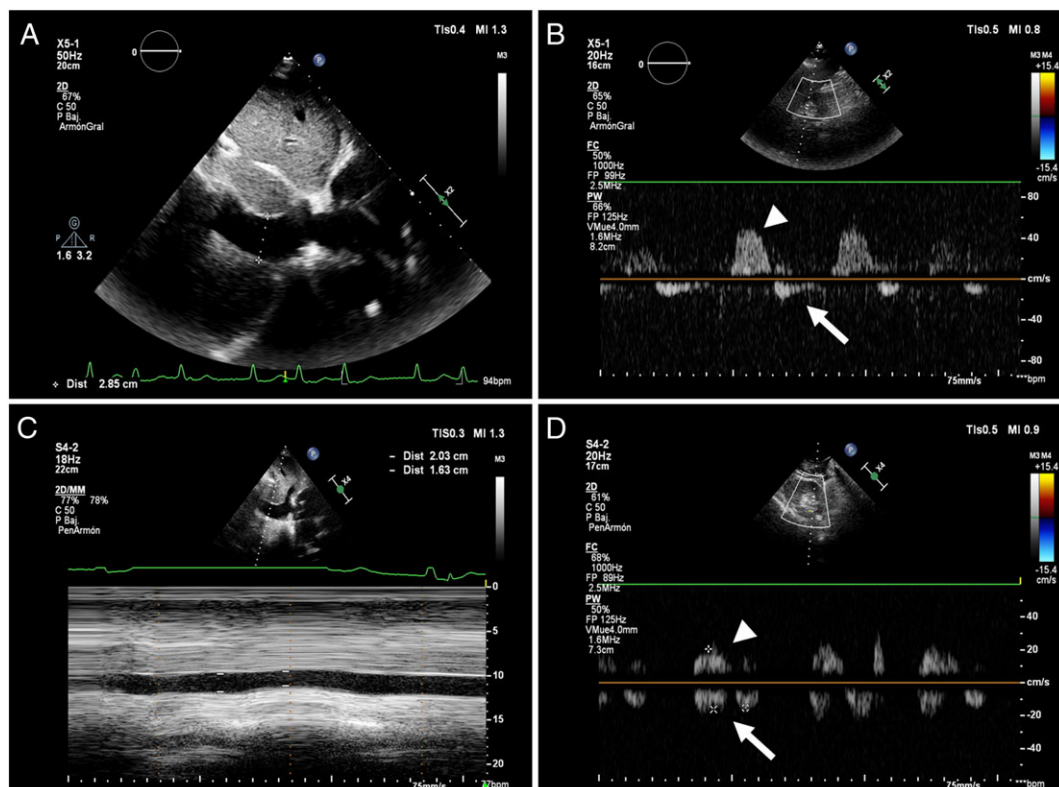 A
X5-1
50Hz
20cm
2D
67%
C 50
P Baj.
ArmónGral
0
P
TIs0.4 MI 1.3
M3
x2
G
P R
1.6 3.2
Dist 2.85 cm
94bpm
B
X5-1
20Hz
16cm
2D
65%
C 50
P Baj.
ArmónGral
FC
50%
1000Hz
FP 99Hz
2.5MHz
PW
66%
FP 125Hz
VMue4.0mm
1.6MHz
8.2cm
0
P
TIs0.5 MI 0.8
M3 M4
+15.4
x2
-15.4
cm/s
80
40
cm/s
-40
-80
75mm/s
***bpm
C
S4-2
18Hz
22cm
2D/MM
77% 78%
C 50
P Baj.
PenArmón
P
TIS0.3 MI 1.3
Dist 2.03 cm
Dist 1.63 cm
M3
x4
0
5
10
15
20
75mm/s
77bpm
D
S4-2
20Hz
17cm
2D
61%
C 50
P Baj.
PenArmón
FC
68%
1000Hz
FP 89Hz
2.5MHz
PW
50%
FP 125Hz
VMue4.0mm
1.6MHz
7.3cm
P
TIs0.5 MI 0.9
M3 M4
+15.4
x4
-15.4
cm/s
40
20
cm/s
-20
-40
75mm/s
***bpm